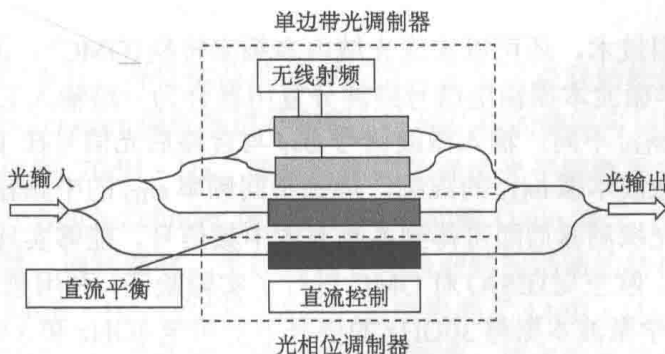 单边带光调制器
无线射频
光输入
光输出
直流平衡
直流控制
光相位调制器